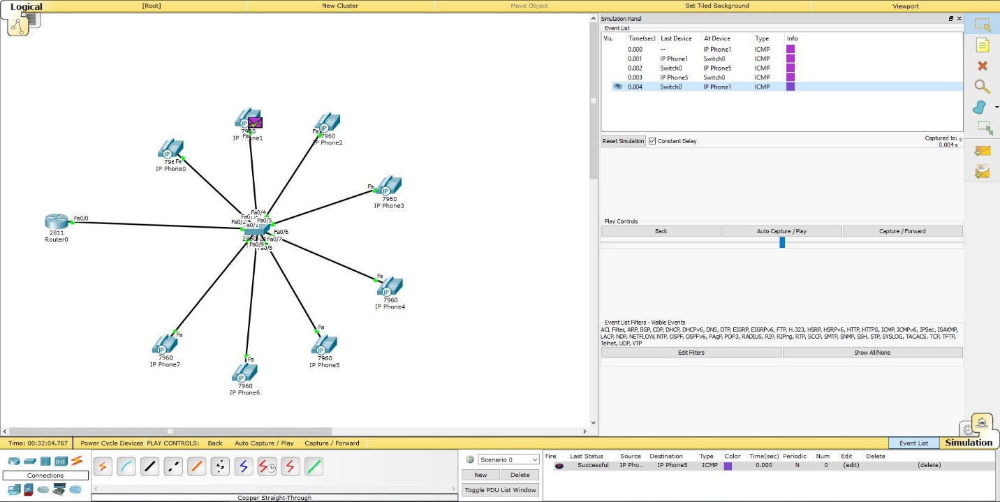 Logical
[Root]
New Cluster
Move Object
Set Tiled Background
Viewport
Simulation Panel
Event List
Vis. Time(sec) Last Device At Device Type Info
0.000 -- IP Phone1 ICMP
0.001 IP Phone1 Switch0 ICMP
0.002 Switch0 IP Phone5 ICMP
0.003 IP Phone5 Switch0 ICMP
0.004 Switch0 IP Phone1 ICMP
Reset Simulation
Constant Delay
Captured to:
0.004 s
*
IP
Fa
IP
Fa
7960
IP Phone2
IP
Fa
IP Phone0
Fa
IP
7960
IP Phone3
Fa0/0
2811
Router0
Fa0/4
Fa0/5
Fa0/6
Fa0/7
Fa0/8
Fa
IP
7960
IP Phone4
Fa
IP
7960
IP Phone7
Fa
IP
7960
IP Phone6
Fa
IP
7960
IP Phone5
Play Controls
Back
Auto Capture / Play
Capture / Forward
Event List Filters - Visible Events
ACL Filter, ARP, BGP, CDP, DHCP, DHCPv6, DNS, DTP, EIGRP, EIGRPv6, FTP, H.323, HSRP, HSRPv6, HTTP, HTTPS, ICMP, ICMPv6, IPSec, ISAKMP,
LACP, NDP, NETFLOW, NTP, OSPF, OSPFv6, PAgP, POP3, RADIUS, RIP, RIPng, RTP, SCCP, SMTP, SNMP, SSH, STP, SYSLOG, TACACS, TCP, TFTP,
Telnet, UDP, VTP
Edit Filters
Show All/None
Time: 00:32:04.767
Power Cycle Devices PLAY CONTROLS: Back Auto Capture / Play Capture / Forward
Event List
Simulation
Connections
Copper Straight-Through
Scenario 0
New
Delete
Toggle PDU List Window
Fire Last Status Source Destination Type Color Time(sec) Periodic Num Edit Delete
Successful IP Pho... IP Phone5 ICMP 0.000 N 0 (edit) (delete)